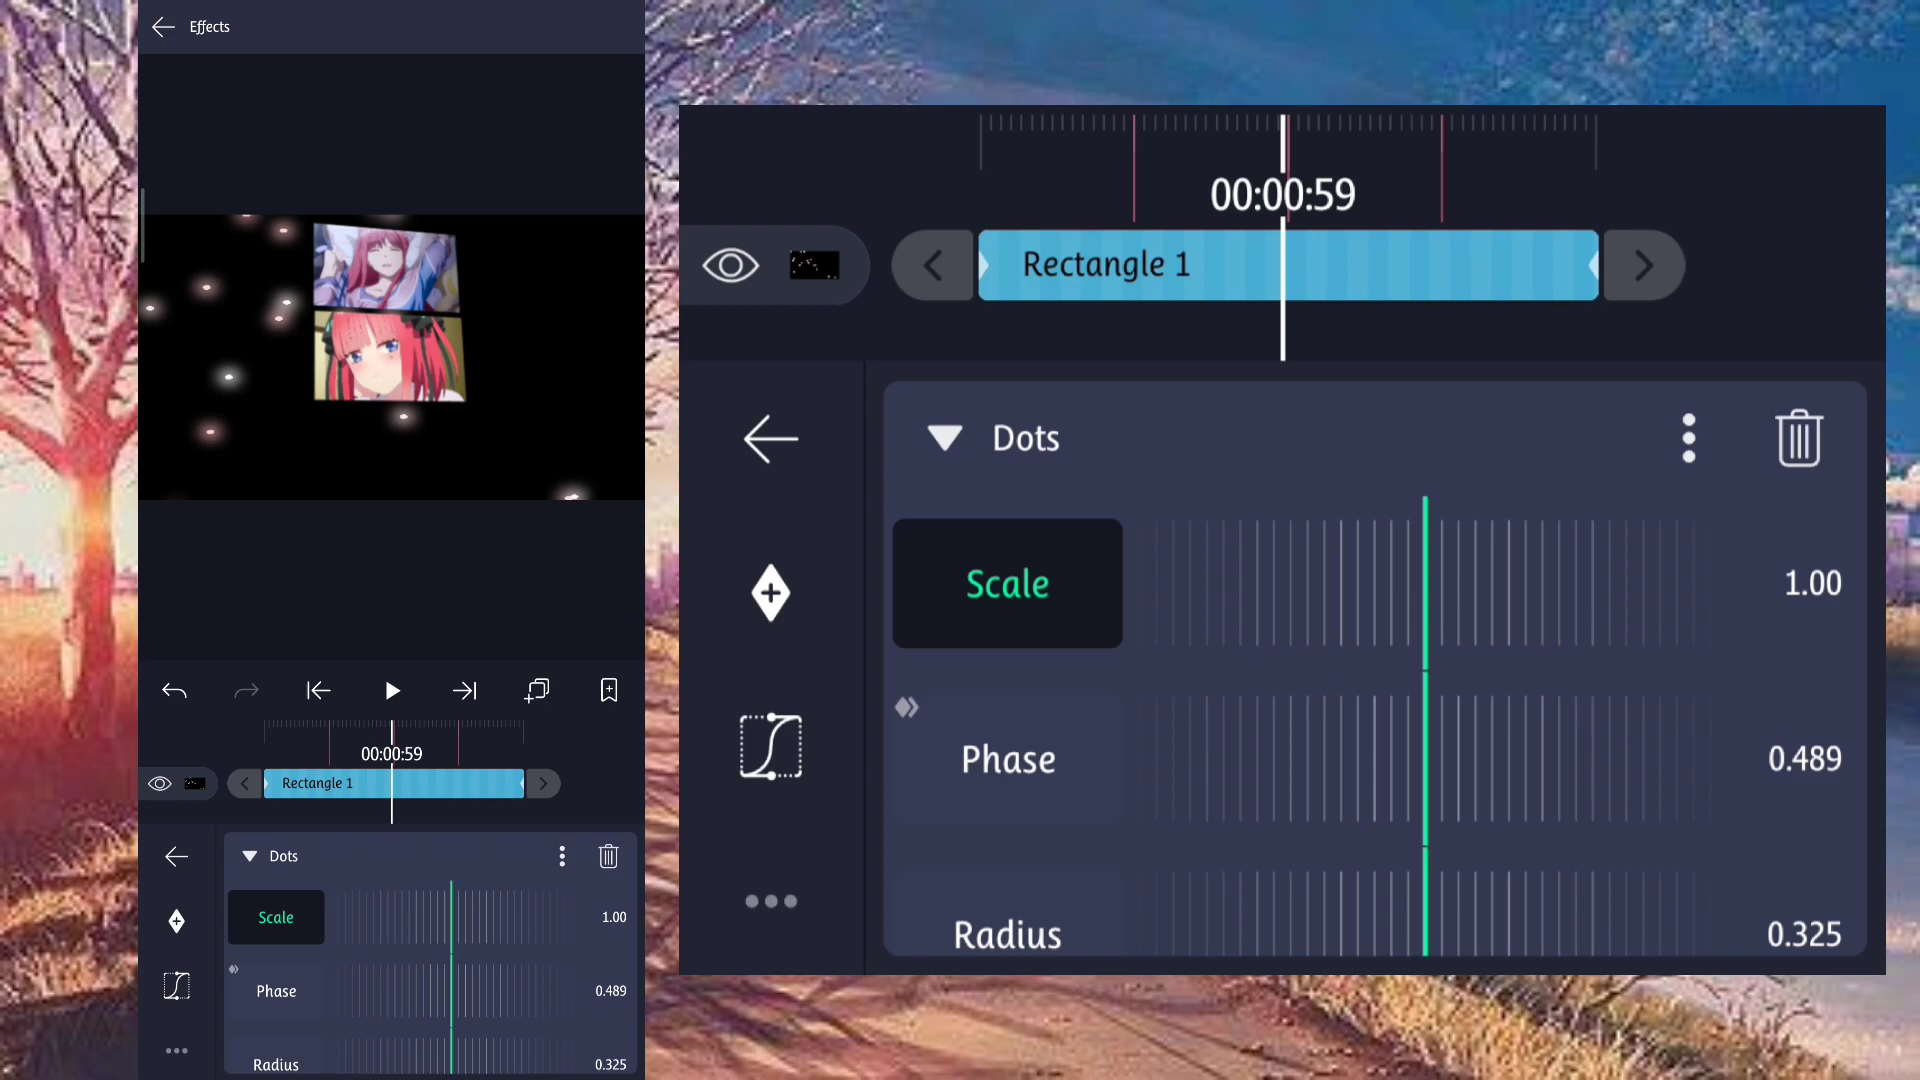 Effects
00:00:59
Rectangle 1
Dots
Scale
1.00
Phase
0.489
Radius
0.325
00:00:59
Rectangle 1
Dots
Scale
1.00
Phase
0.489
Radius
0.325